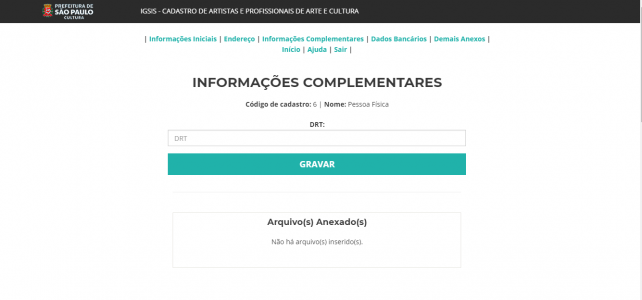 PREFEITURA DE
SÃO PAULO
CULTURA
IGSIS - CADASTRO DE ARTISTAS E PROFISSIONAIS DE ARTE E CULTURA
| Informações Iniciais | Endereço | Informações Complementares | Dados Bancários | Demais Anexos |
Início | Ajuda | Sair |
INFORMAÇÕES COMPLEMENTARES
Código de cadastro: 6 | Nome: Pessoa Física
DRT:
DRT
GRAVAR
Arquivo(s) Anexado(s)
Não há arquivo(s) inserido(s).